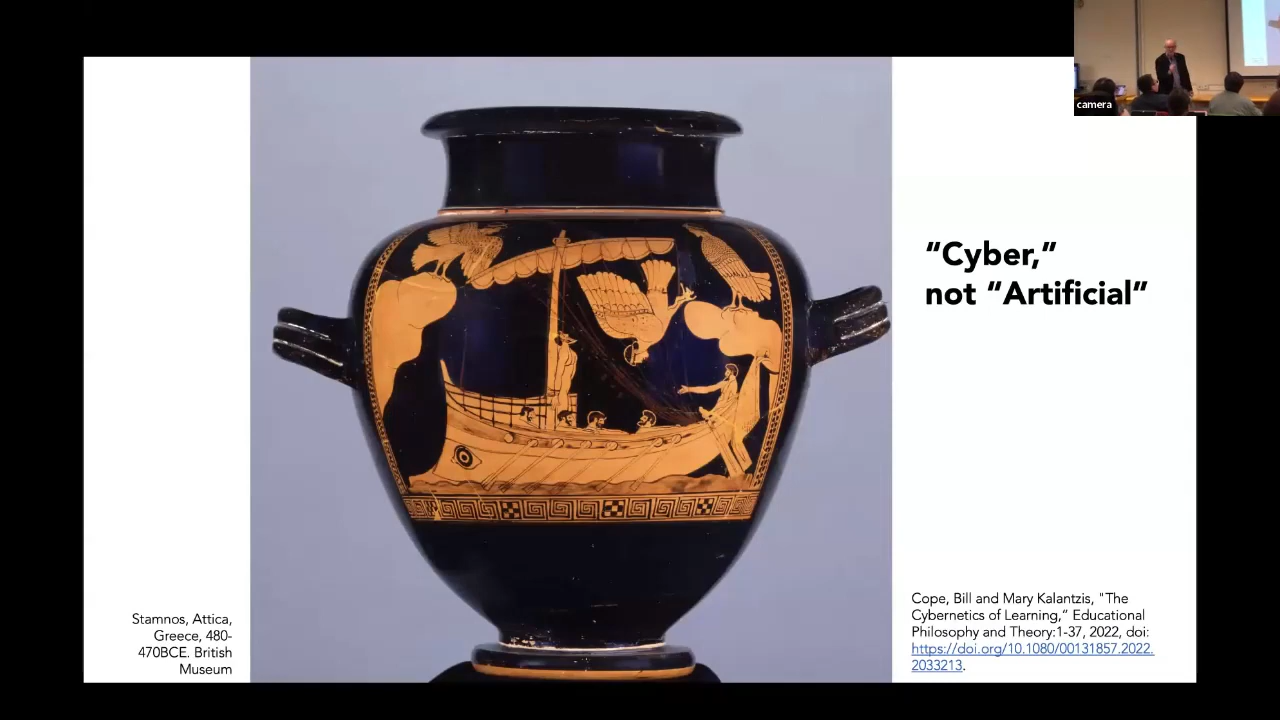 camera
“Cyber,”
not “Artificial”
Stamnos, Attica,
Greece, 480-
470BCE. British
Museum
Cope, Bill and Mary Kalantzis, "The
Cybernetics of Learning,” Educational
Philosophy and Theory:1-37, 2022, doi:
https://doi.org/10.1080/00131857.2022.
2033213.